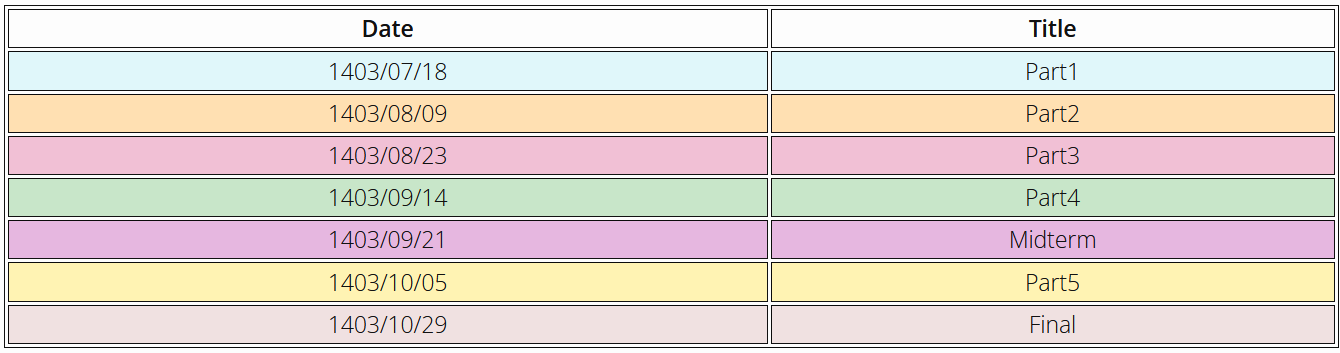 Date Title
1403/07/18 Part1
1403/08/09 Part2
1403/08/23 Part3
1403/09/14 Part4
1403/09/21 Midterm
1403/10/05 Part5
1403/10/29 Final